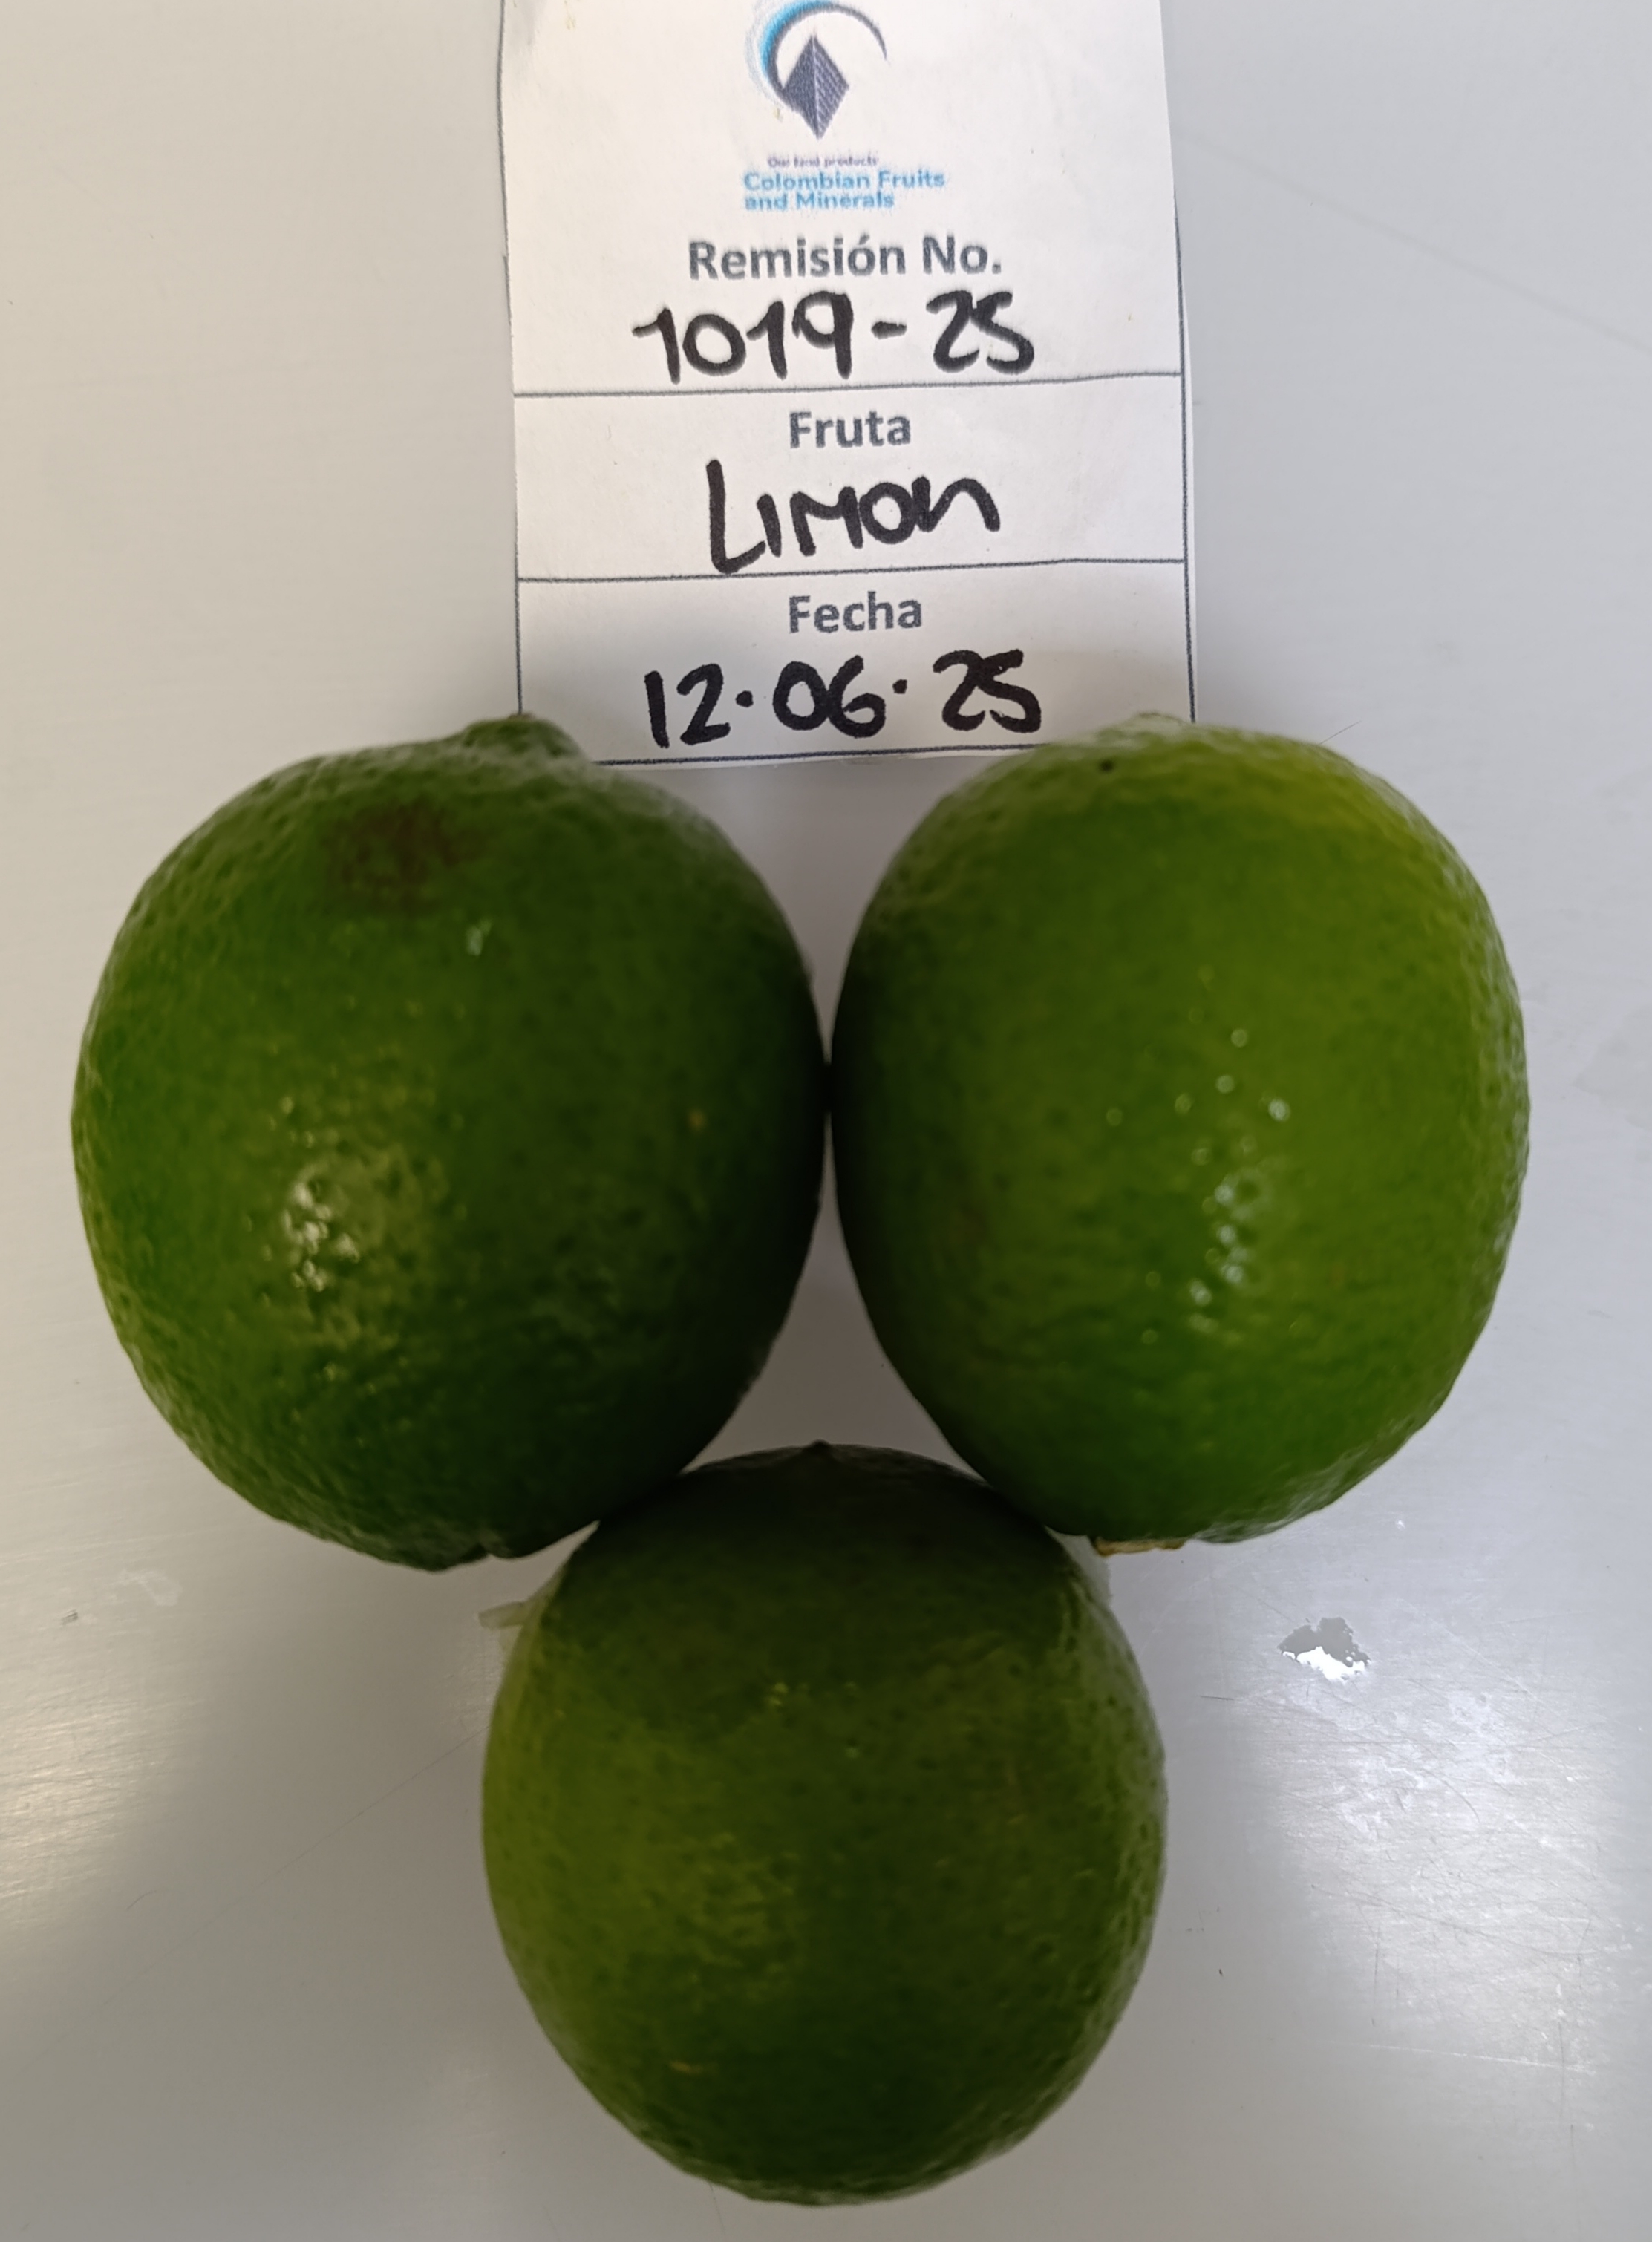 Our land products
Colombian Fruits
and Minerals
Remisión No.
1019-25
Fruta
LIMON
Fecha
12.06.25